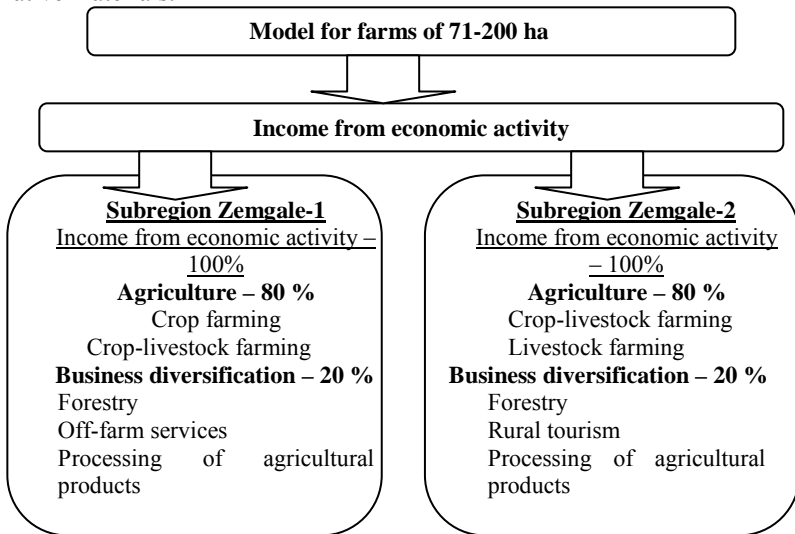 Model for farms of 71-200 ha
Income from economic activity
Subregion Zemgale-1
Income from economic activity –
100%
Agriculture – 80 %
Crop farming
Crop-livestock farming
Business diversification – 20 %
Forestry
Off-farm services
Processing of agricultural
products
Subregion Zemgale-2
Income from economic activity
– 100%
Agriculture – 80 %
Crop-livestock farming
Livestock farming
Business diversification – 20 %
Forestry
Rural tourism
Processing of agricultural
products